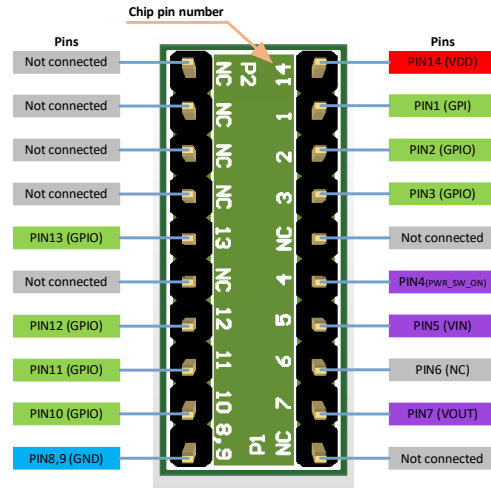 Chip pin number
Pins
Pins
Not connected
NC
P2
14
PIN14 (VDD)
Not connected
NC
1
PIN1 (GPI)
Not connected
NC
2
PIN2 (GPIO)
Not connected
NC
3
PIN3 (GPIO)
PIN13 (GPIO)
13
NC
Not connected
Not connected
NC
4
PIN4(PWR_SW_ON)
PIN12 (GPIO)
12
5
PIN5 (VIN)
PIN11 (GPIO)
11
6
PIN6 (NC)
PIN10 (GPIO)
10
7
PIN7 (VOUT)
PIN8,9 (GND)
8,9
P1
NC
Not connected